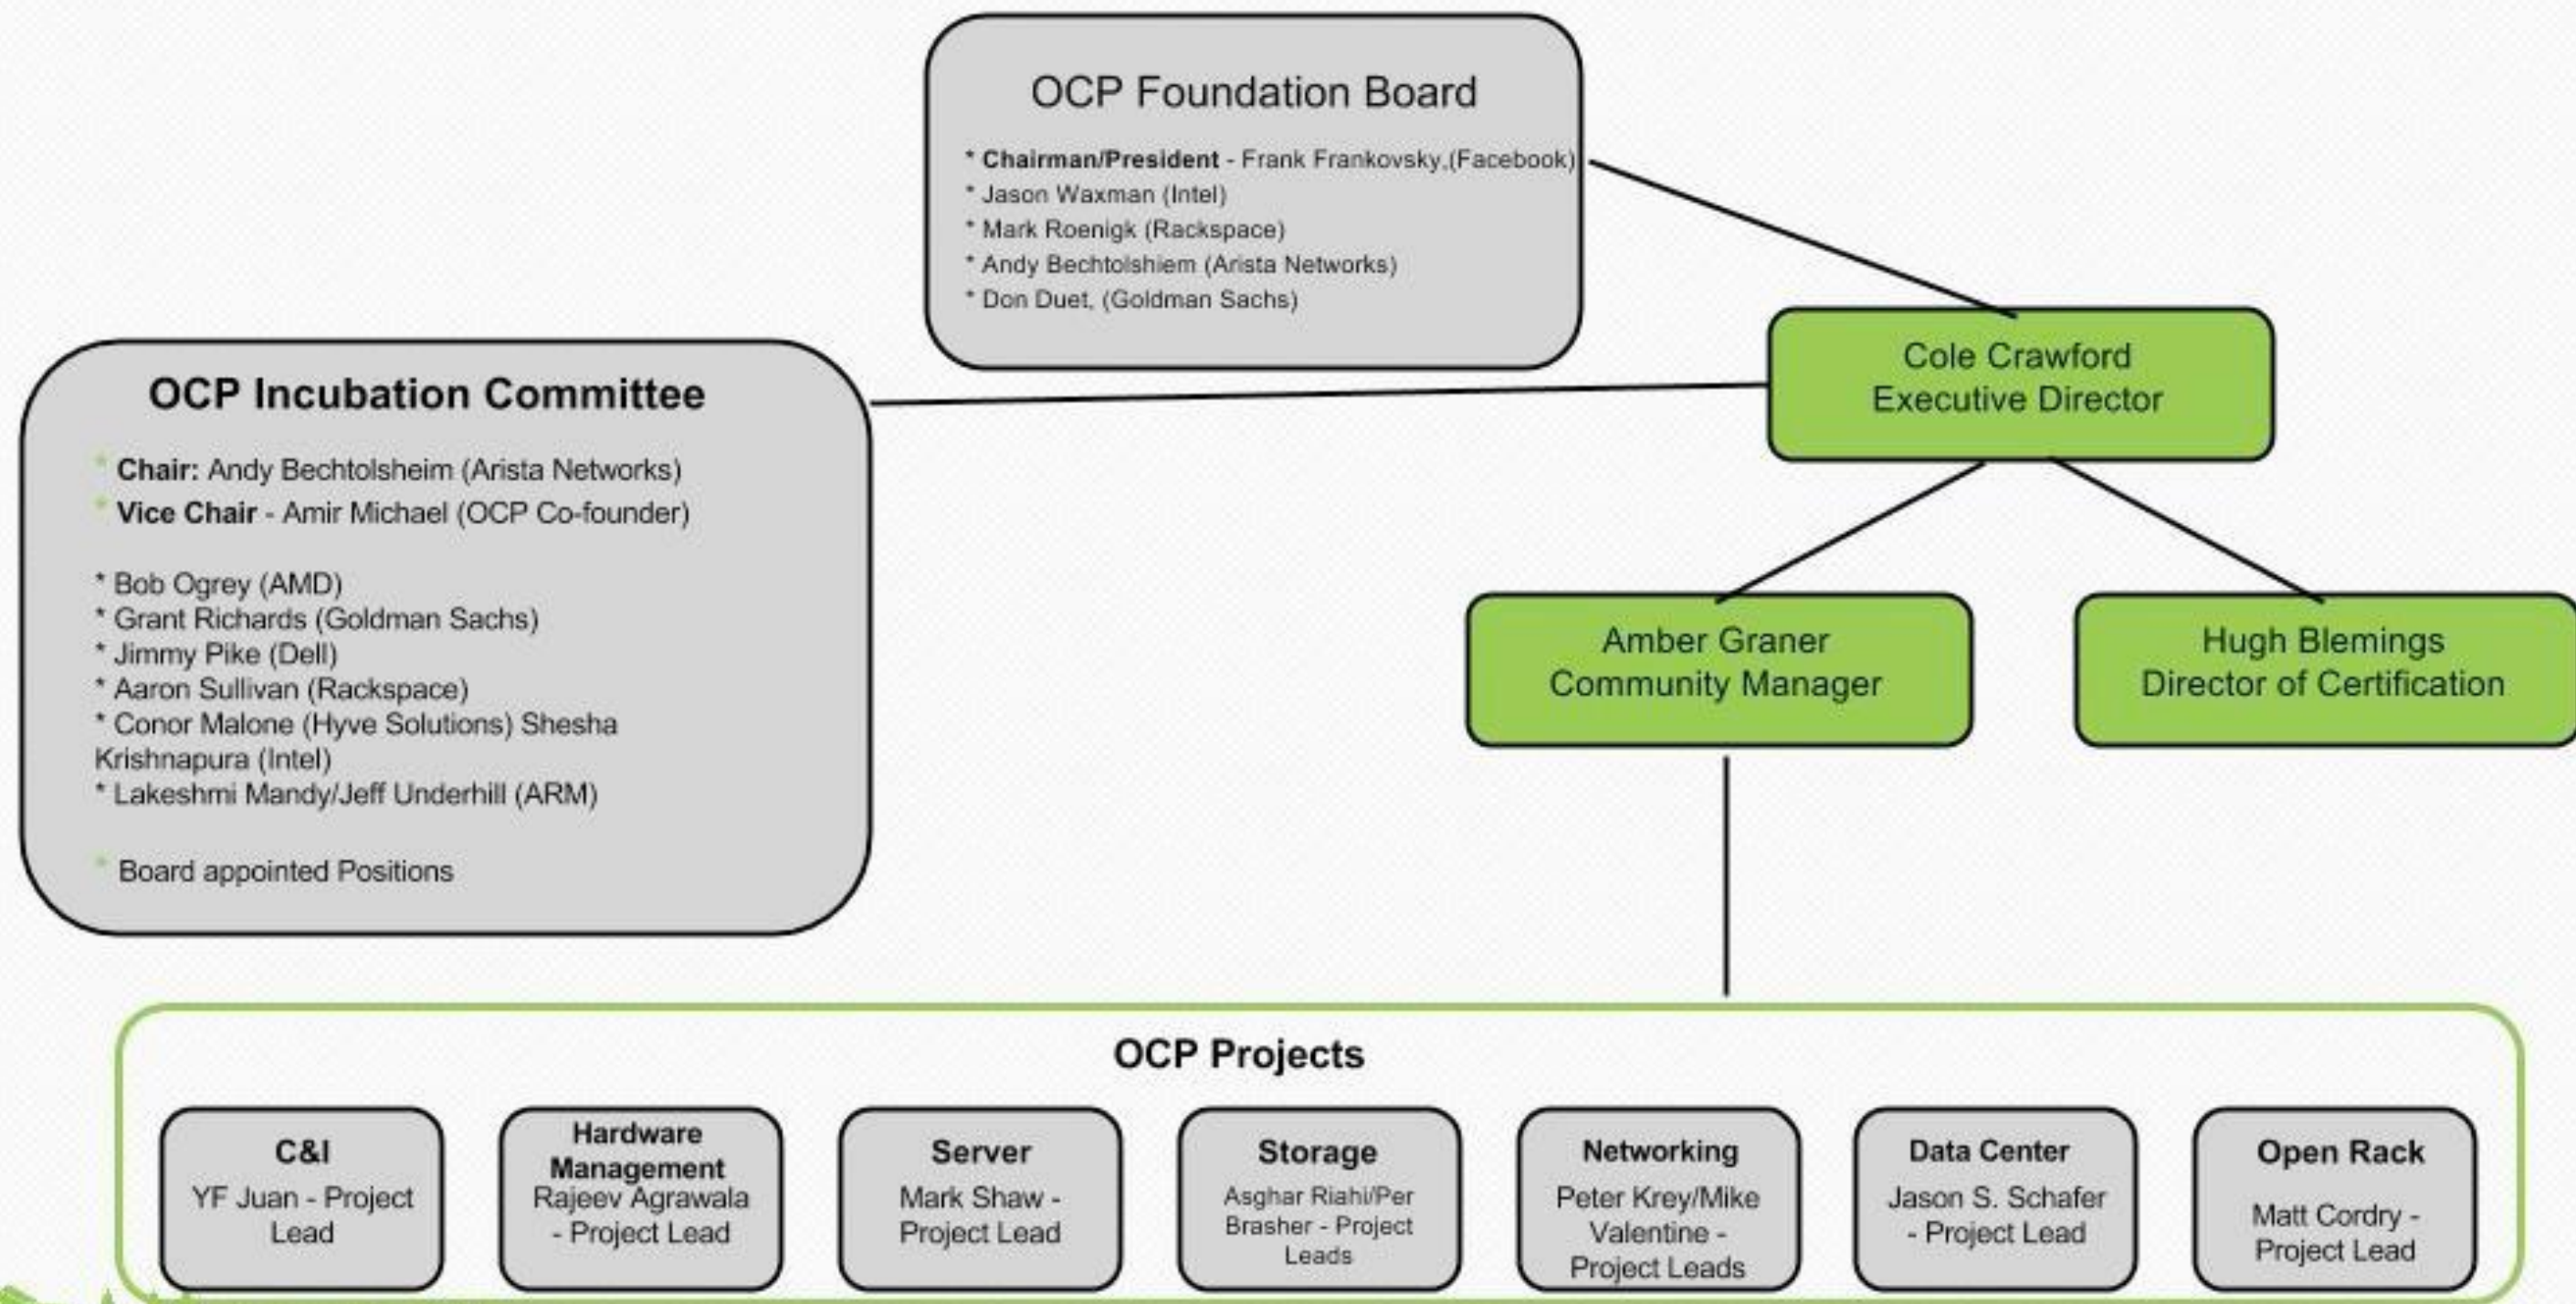 OCP Foundation Board
* Chairman/President - Frank Frankovsky,(Facebook)
* Jason Waxman (Intel)
* Mark Roenigk (Rackspace)
* Andy Bechtolshiem (Arista Networks)
* Don Duet, (Goldman Sachs)
Cole Crawford
Executive Director
OCP Incubation Committee
* Chair: Andy Bechtolsheim (Arista Networks)
* Vice Chair - Amir Michael (OCP Co-founder)
* Bob Ogrey (AMD)
* Grant Richards (Goldman Sachs)
* Jimmy Pike (Dell)
* Aaron Sullivan (Rackspace)
* Conor Malone (Hyve Solutions) Shesha
Krishnapura (Intel)
* Lakeshmi Mandy/Jeff Underhill (ARM)
* Board appointed Positions
Amber Graner
Community Manager
Hugh Blemings
Director of Certification
OCP Projects
C&I
YF Juan - Project
Lead
Hardware
Management
Rajeev Agrawala
- Project Lead
Server
Mark Shaw -
Project Lead
Storage
Asghar Riahi/Per
Brasher - Project
Leads
Networking
Peter Krey/Mike
Valentine -
Project Leads
Data Center
Jason S. Schafer
- Project Lead
Open Rack
Matt Cordry -
Project Lead